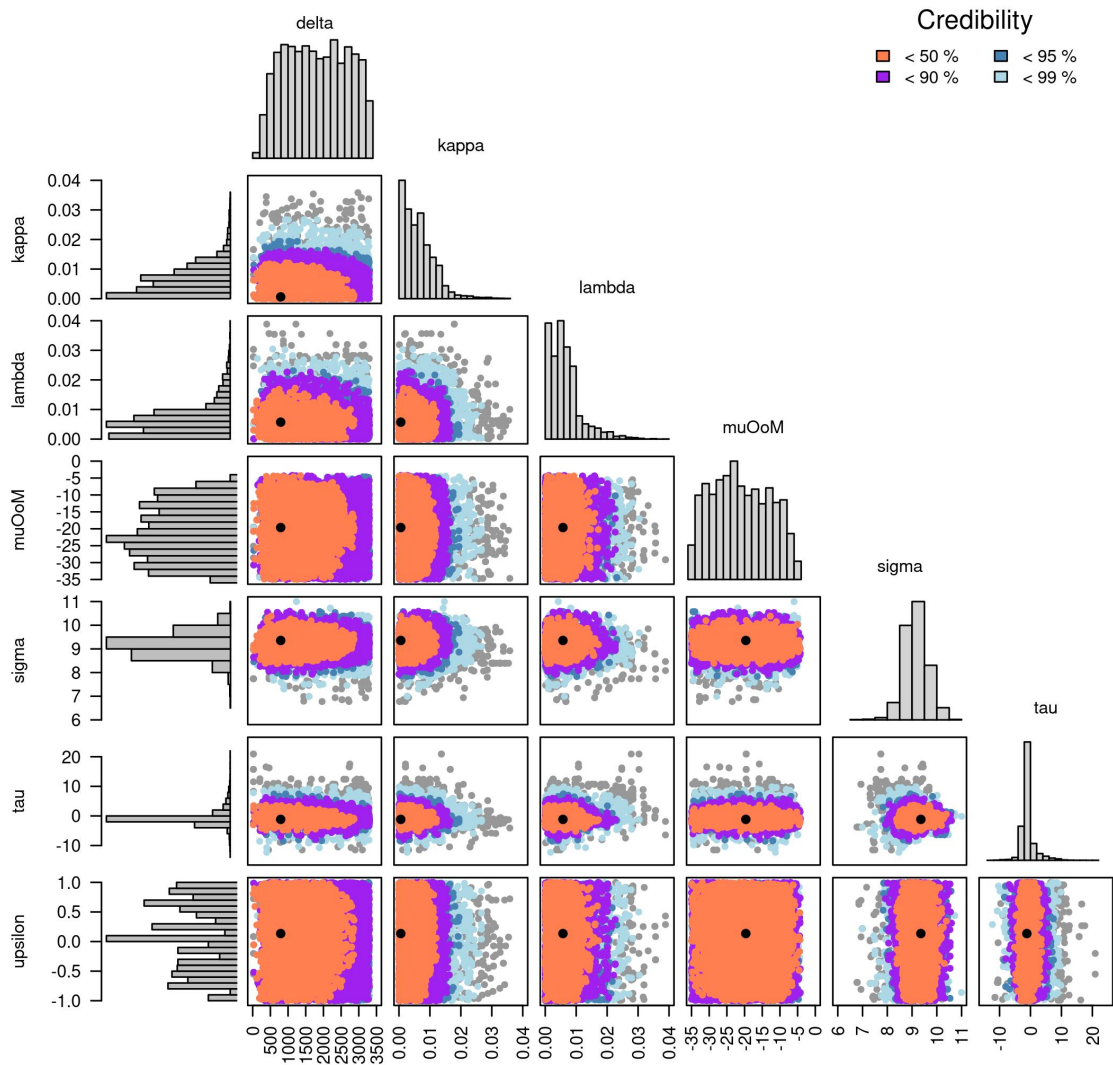 delta
Credibility
< 50 % < 95 %
< 90 % < 99 %
kappa
kappa
0.04
0.03
0.02
0.01
0.00
lambda
lambda
0.04
0.03
0.02
0.01
0.00
muOoM
muOoM
0
-5
-10
-15
-20
-25
-30
-35
sigma
sigma
11
10
9
8
7
6
tau
tau
20
10
0
-10
upsilon
1.0
0.5
0.0
-0.5
-1.0
0 500 1000 1500 2000 2500 3000 3500
0.00 0.01 0.02 0.03 0.04
0.00 0.01 0.02 0.03 0.04
-35 -30 -25 -20 -15 -10 -5 0
6 7 8 9 10 11
-10 0 10 20